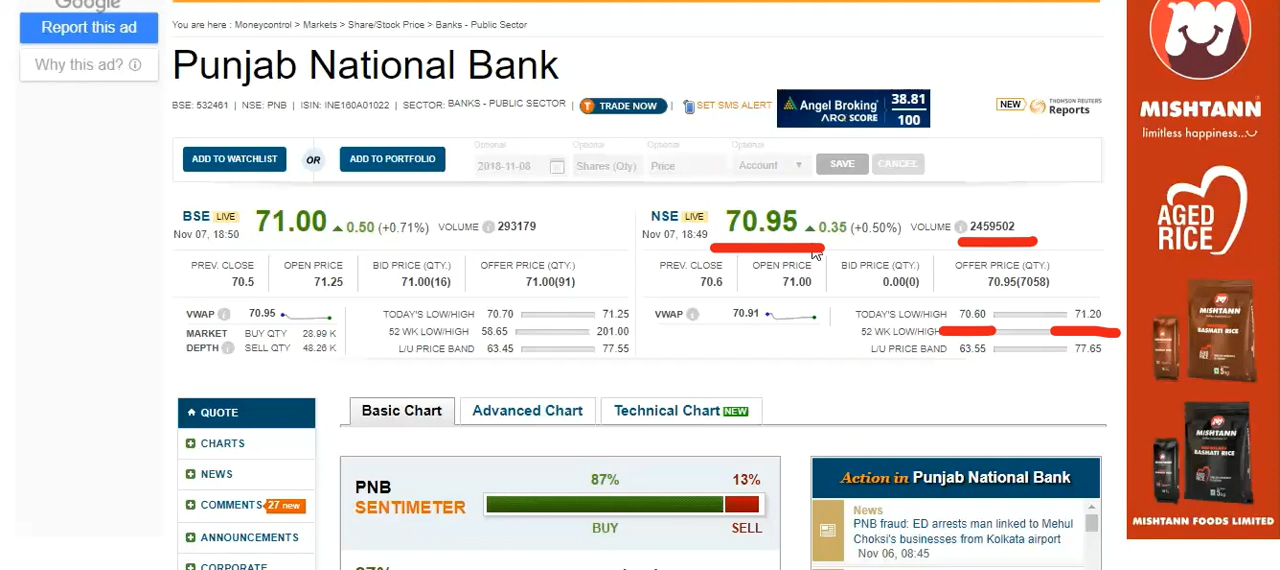 Google
Report this ad
Why this ad?
You are here : Moneycontrol > Markets > Share/Stock Price > Banks - Public Sector
Punjab National Bank
BSE: 532461 | NSE: PNB | ISIN: INE160A01022 | SECTOR: BANKS - PUBLIC SECTOR | T TRADE NOW | SET SMS ALERT
Angel Broking
ARQ SCORE
38.81
100
NEW THOMSON REUTERS
Reports
ADD TO WATCHLIST OR ADD TO PORTFOLIO
Optional Optional Optional Optional
2018-11-08 Shares (Qty) Price Account SAVE CANCEL
BSE LIVE 71.00 0.50 (+0.71%) VOLUME 293179
Nov 07, 18:50
PREV. CLOSE OPEN PRICE BID PRICE (QTY.) OFFER PRICE (QTY.)
70.5 71.25 71.00(16) 71.00(91)
VWAP 70.95
MARKET DEPTH BUY QTY 28.99 K
SELL QTY 48.26 K
TODAY'S LOW/HIGH 70.70 71.25
52 WK LOW/HIGH 58.65 201.00
L/U PRICE BAND 63.45 77.55
NSE LIVE 70.95 0.35 (+0.50%) VOLUME 2459502
Nov 07, 18:49
PREV. CLOSE OPEN PRICE BID PRICE (QTY.) OFFER PRICE (QTY.)
70.6 71.00 0.00(0) 70.95(7058)
VWAP 70.91
TODAY'S LOW/HIGH 70.60 71.20
52 WK LOW/HIGH
L/U PRICE BAND 63.55 77.65
QUOTE
CHARTS
NEWS
COMMENTS 27 new
ANNOUNCEMENTS
CORPORATE
Basic Chart Advanced Chart Technical Chart NEW
PNB
SENTIMETER
87% 13%
BUY SELL
Action in Punjab National Bank
News
PNB fraud: ED arrests man linked to Mehul
Choksi's businesses from Kolkata airport
Nov 06, 08:45
MISHTANN
limitless happiness...
AGED
RICE
MISHTANN
BASMATI RICE
MISHTANN
BASMATI RICE
MISHTANN FOODS LIMITED